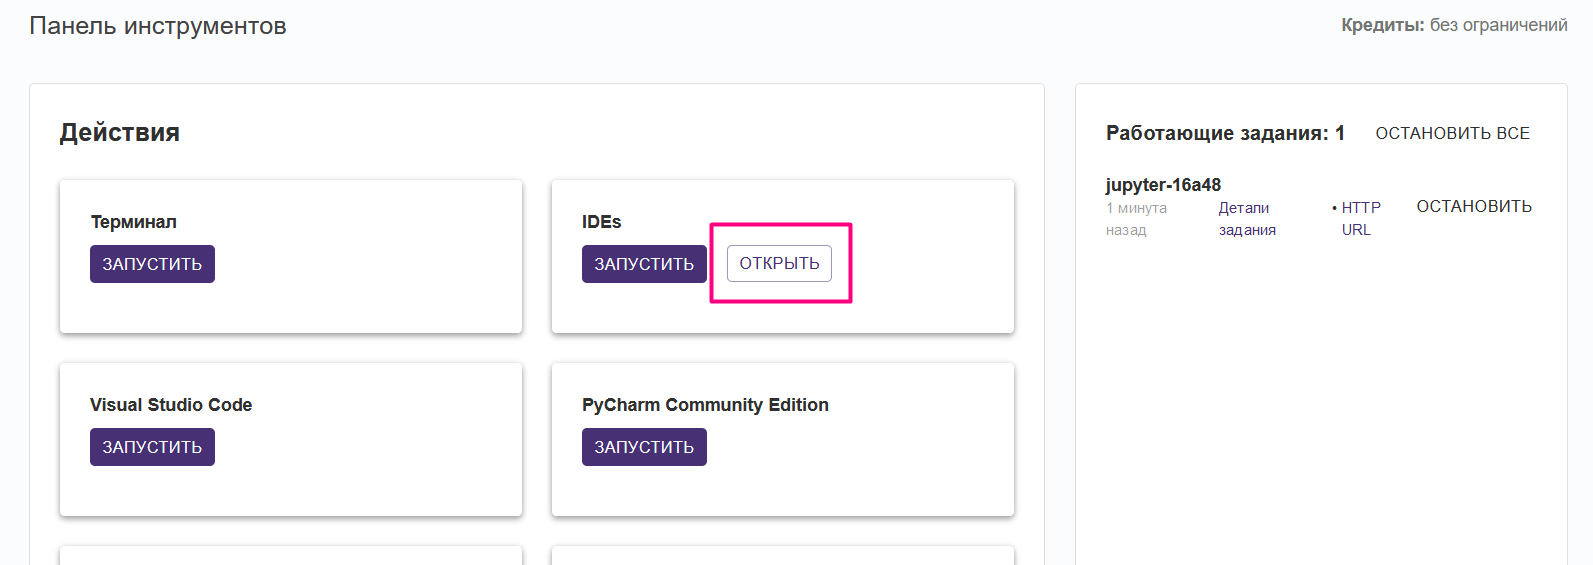 Панель инструментов
Кредиты: без ограничений
Действия
Терминал
ЗАПУСТИТЬ
IDEs
ЗАПУСТИТЬ ОТКРЫТЬ
Visual Studio Code
ЗАПУСТИТЬ
PyCharm Community Edition
ЗАПУСТИТЬ
Работающие задания: 1 ОСТАНОВИТЬ ВСЕ
jupyter-16a48
1 минута назад
Детали задания
• HTTP URL
ОСТАНОВИТЬ